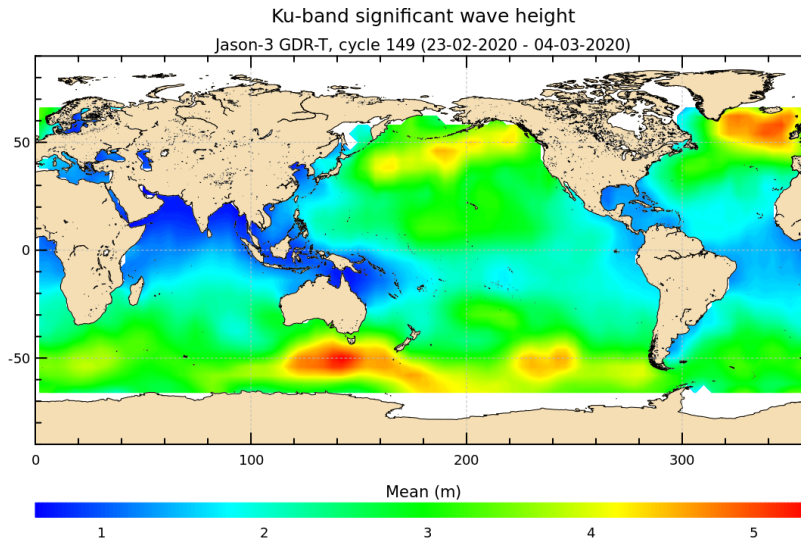 Ku-band significant wave height
Jason-3 GDR-T, cycle 149 (23-02-2020 - 04-03-2020)
50
0
-50
0 100 200 300
Mean (m)
1 2 3 4 5